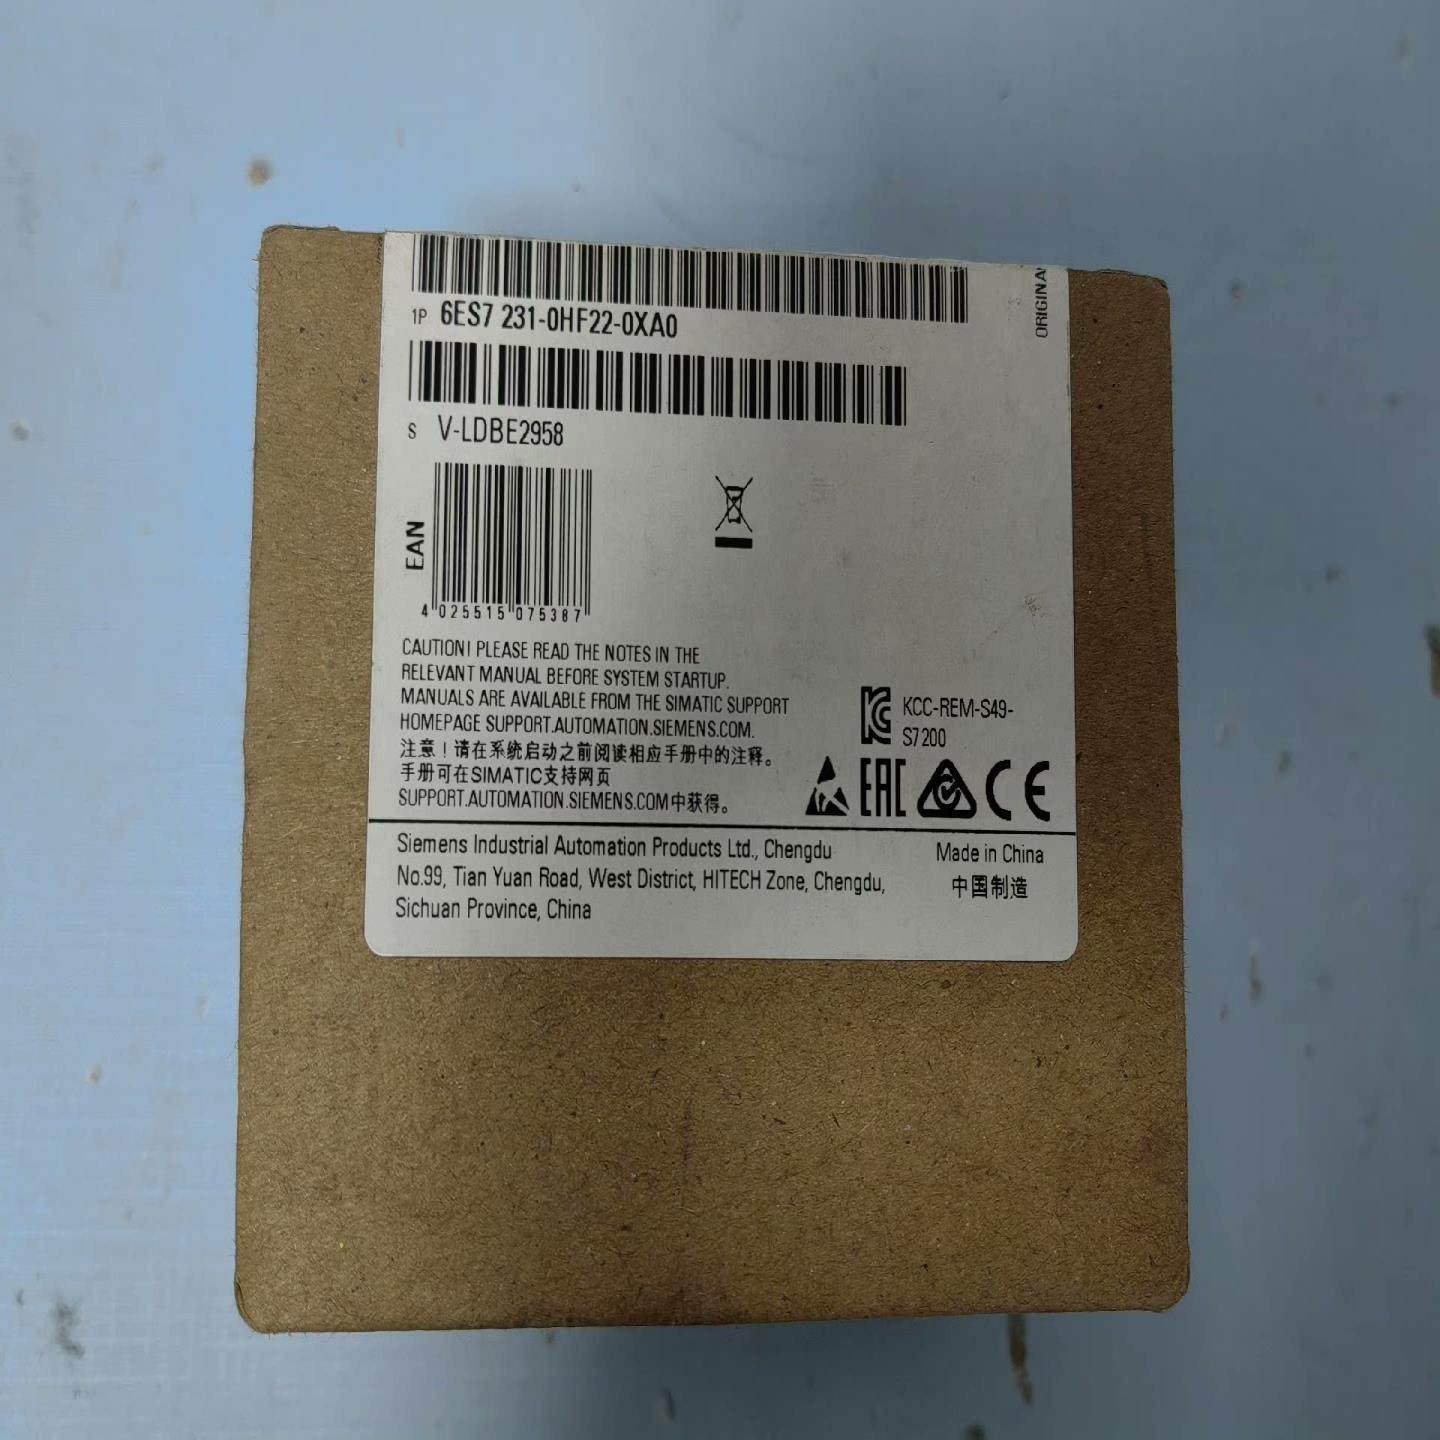 1P 6ES7 231-0HF22-0XA0
S V-LDBE2958
EAN
4 025515 075387
CAUTION! PLEASE READ THE NOTES IN THE
RELEVANT MANUAL BEFORE SYSTEM STARTUP.
MANUALS ARE AVAILABLE FROM THE SIMATIC SUPPORT
HOMEPAGE SUPPORT.AUTOMATION.SIEMENS.COM.
注意！请在系统启动之前阅读相应手册中的注释。
手册可在SIMATIC支持网页
SUPPORT.AUTOMATION.SIEMENS.COM中获得。
KCC-REM-S49-
S7200
EAC CE
Siemens Industrial Automation Products Ltd., Chengdu
No.99, Tian Yuan Road, West District, HITECH Zone, Chengdu,
Sichuan Province, China
Made in China
中国制造